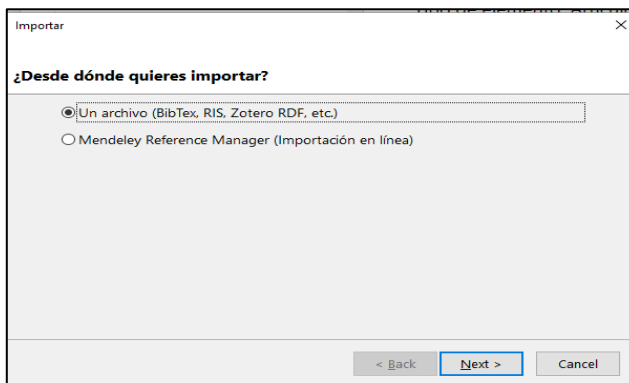 Importar
¿Desde dónde quieres importar?
Un archivo (BibTex, RIS, Zotero RDF, etc.)
Mendeley Reference Manager (Importación en línea)
< Back Next > Cancel